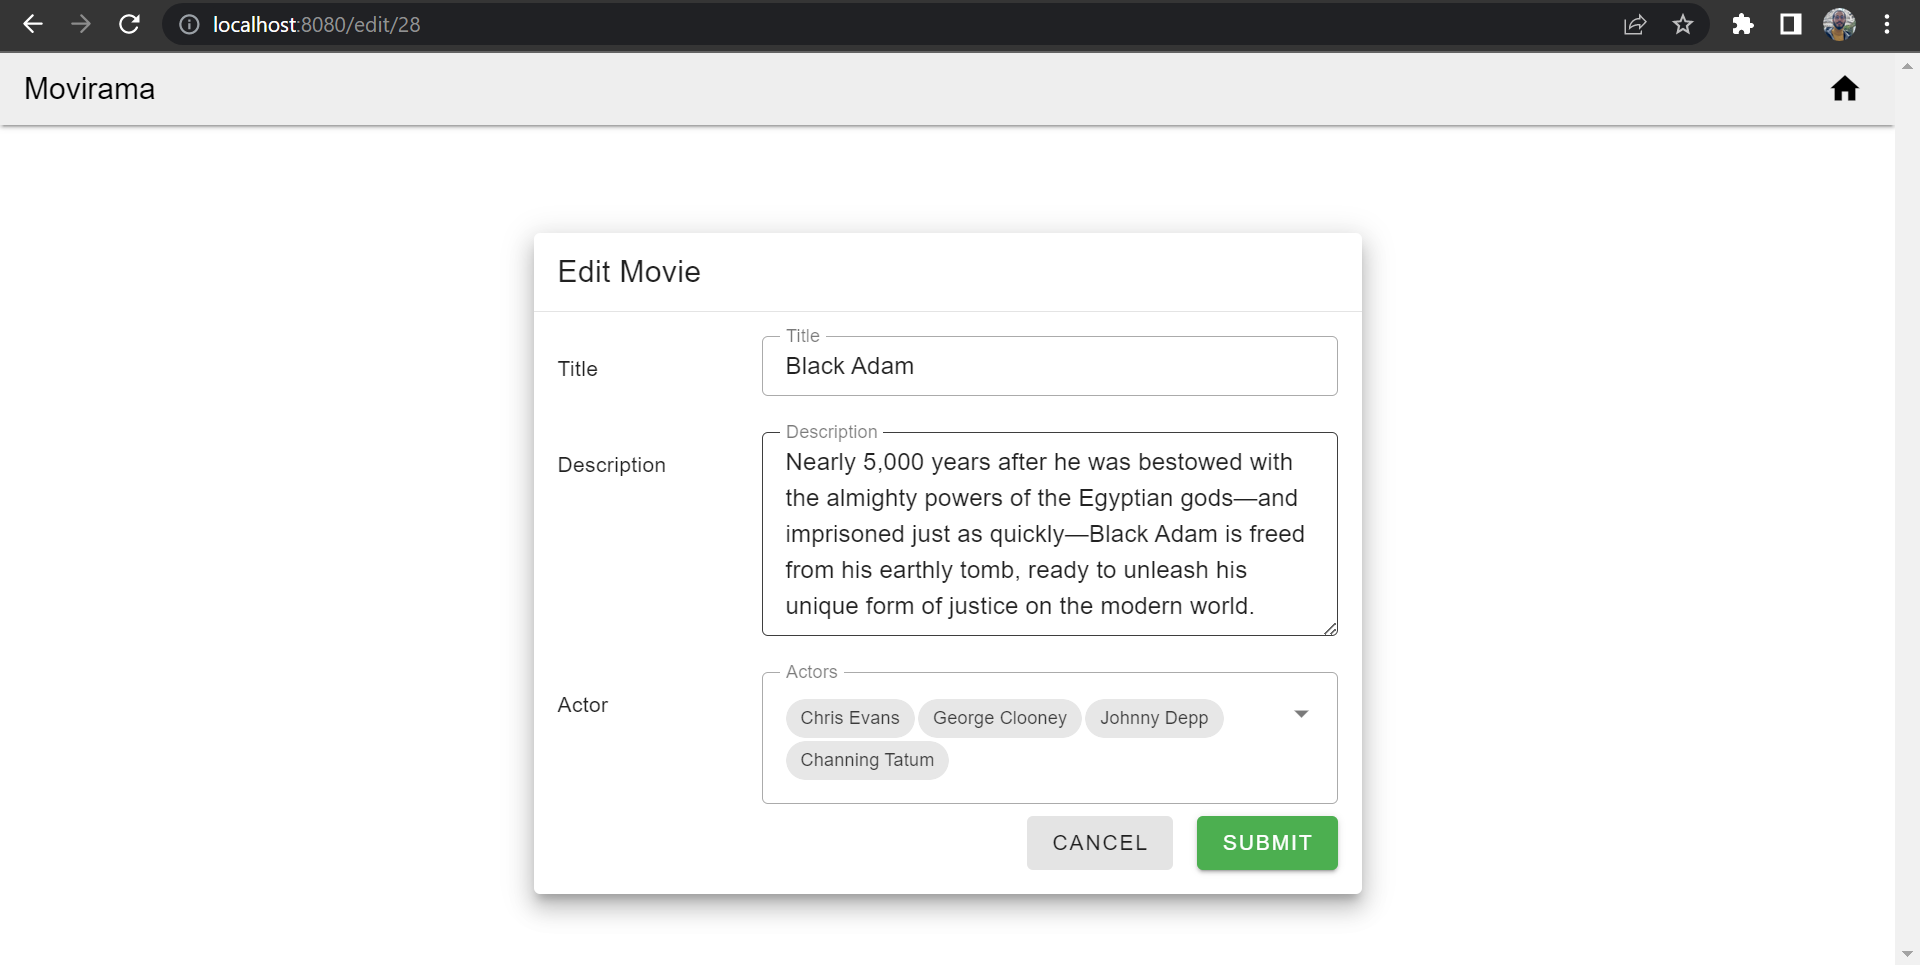 localhost:8080/edit/28
Movirama
Edit Movie
Title
Title
Black Adam
Description
Description
Nearly 5,000 years after he was bestowed with
the almighty powers of the Egyptian gods—and
imprisoned just as quickly—Black Adam is freed
from his earthly tomb, ready to unleash his
unique form of justice on the modern world.
Actor
Actors
Chris Evans George Clooney Johnny Depp
Channing Tatum
CANCEL SUBMIT